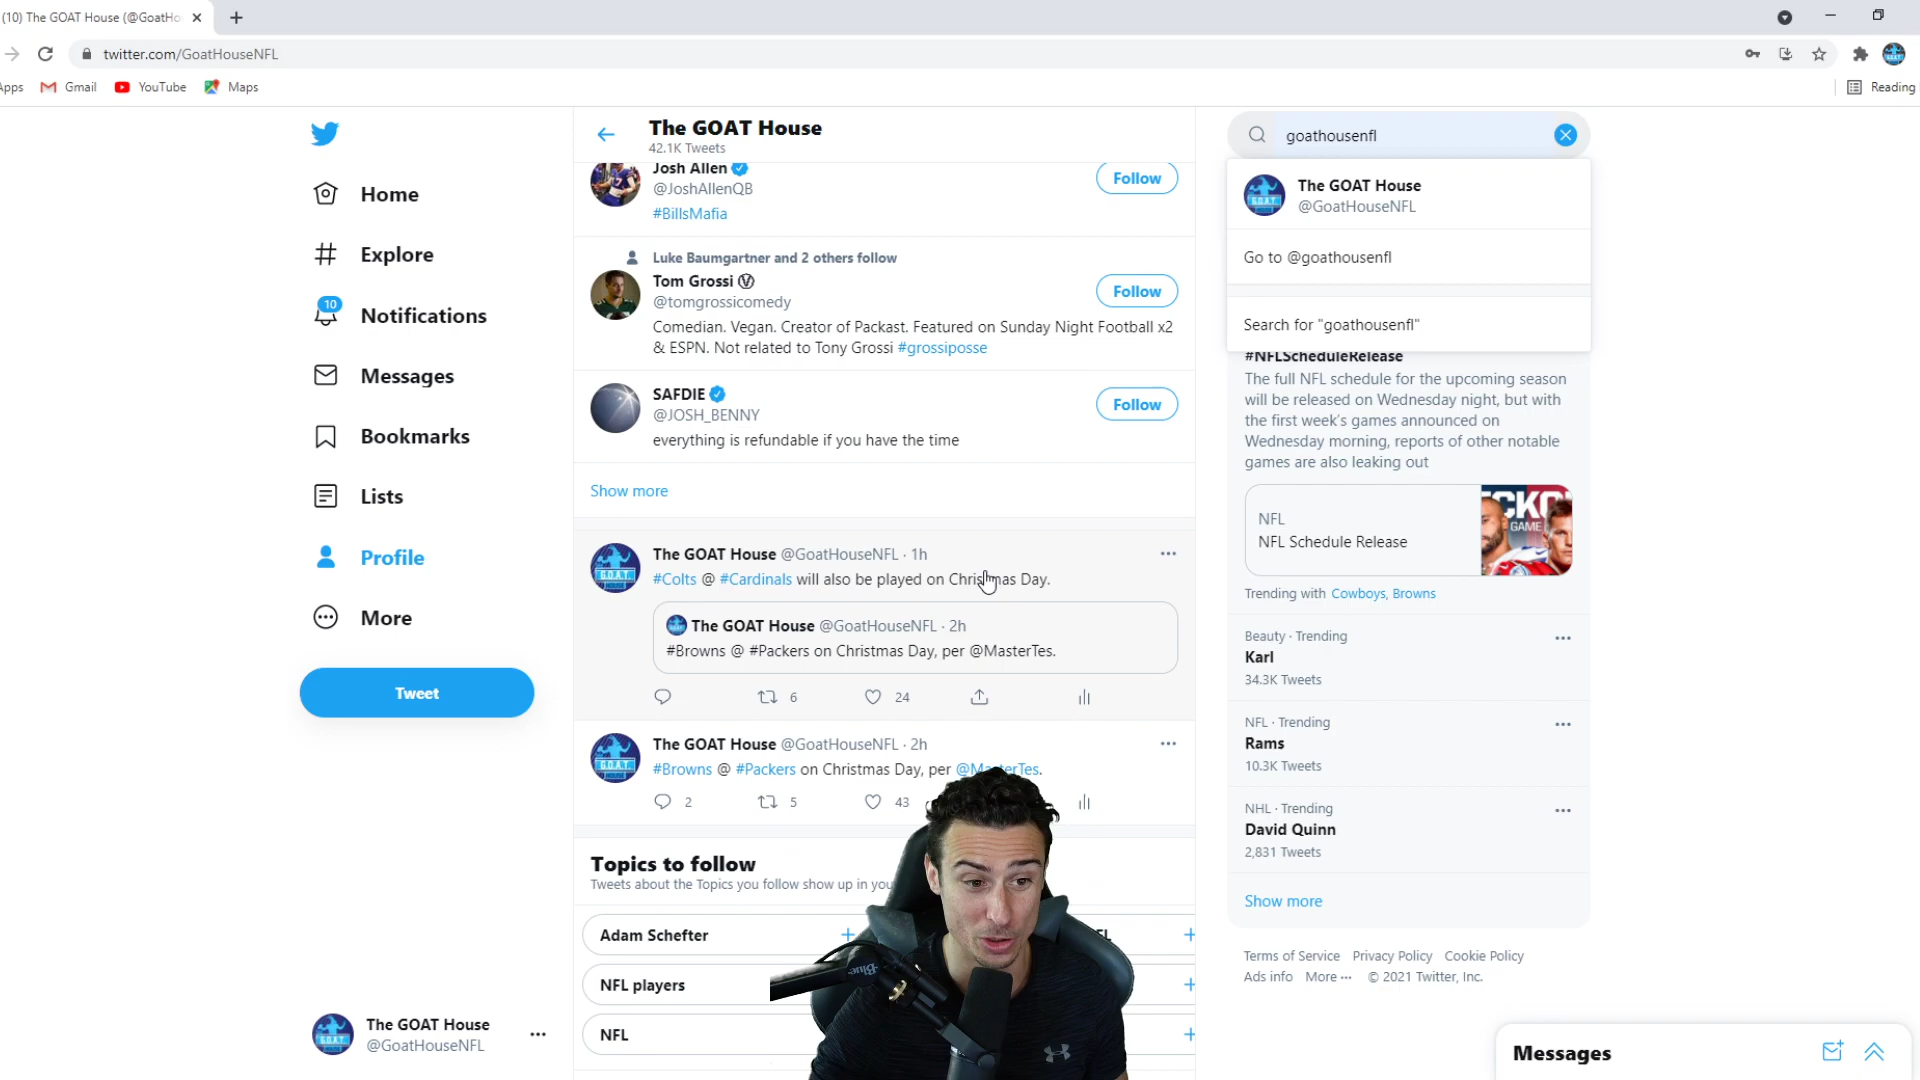 (10) The GOAT House (@GoatHo
twitter.com/GoatHouseNFL
Apps
Gmail
YouTube
Maps
Reading
Home
Explore
10
Notifications
Messages
Bookmarks
Lists
Profile
More
Tweet
The GOAT House
@GoatHouseNFL
The GOAT House
42.1K Tweets
Josh Allen
@JoshAllenQB
#BillsMafia
Follow
Luke Baumgartner and 2 others follow
Tom Grossi Ⓥ
@tomgrossicomedy
Follow
Comedian. Vegan. Creator of Packast. Featured on Sunday Night Football x2
& ESPN. Not related to Tony Grossi #grossiposse
SAFDIE
@JOSH_BENNY
Follow
everything is refundable if you have the time
Show more
The GOAT House @GoatHouseNFL · 1h
#Colts @ #Cardinals will also be played on Christmas Day.
The GOAT House @GoatHouseNFL · 2h
#Browns @ #Packers on Christmas Day, per @MasterTes.
6
24
The GOAT House @GoatHouseNFL · 2h
#Browns @ #Packers on Christmas Day, per @MasterTes.
2
5
43
Topics to follow
Tweets about the Topics you follow show up in you
Adam Schefter
NFL players
NFL
Blue
goathousenfl
The GOAT House
@GoatHouseNFL
Go to @goathousenfl
Search for "goathousenfl"
#NFLScheduleRelease
The full NFL schedule for the upcoming season
will be released on Wednesday night, but with
the first week's games announced on
Wednesday morning, reports of other notable
games are also leaking out
NFL
NFL Schedule Release
GAME
Trending with Cowboys, Browns
Beauty · Trending
Karl
34.3K Tweets
NFL · Trending
Rams
10.3K Tweets
NHL · Trending
David Quinn
2,831 Tweets
Show more
Terms of Service Privacy Policy Cookie Policy
Ads info More ··· © 2021 Twitter, Inc.
Messages